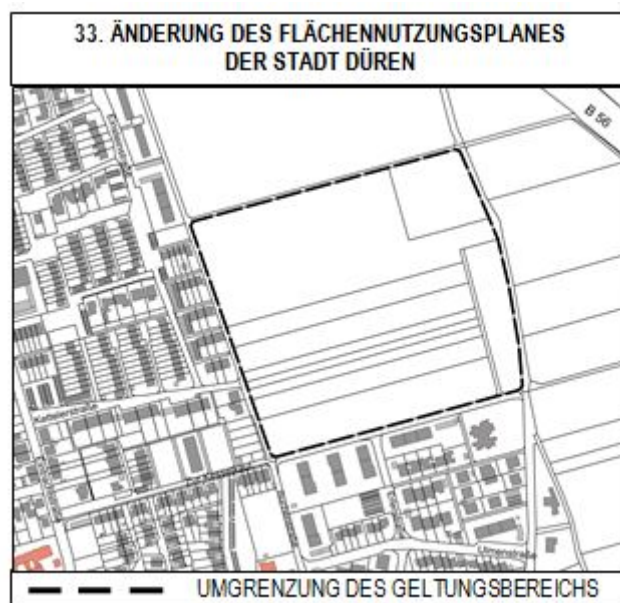 33. ÄNDERUNG DES FLÄCHENNUTZUNGSPLANES
DER STADT DÜREN
B 56
UMGRENZUNG DES GELTUNGSBEREICHS